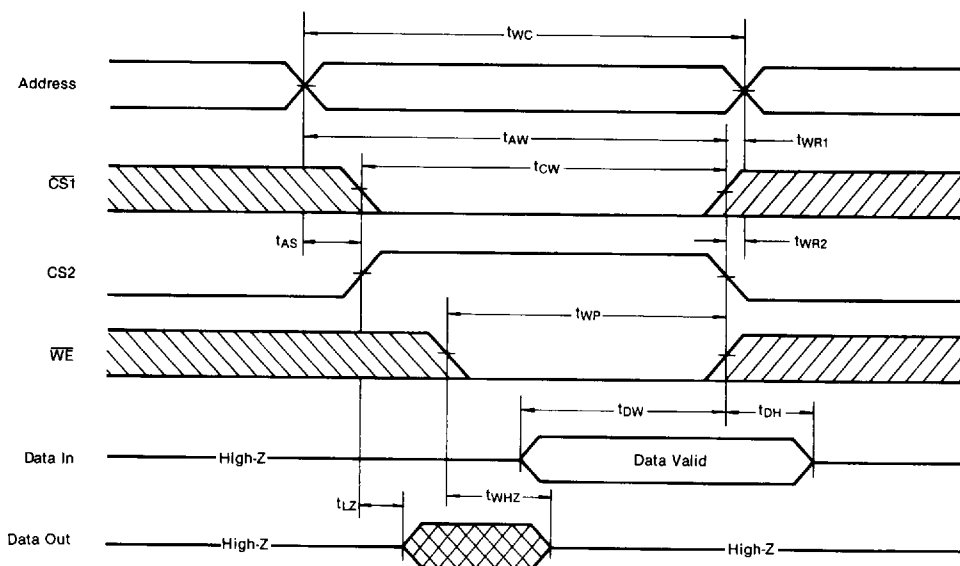 tWC
Address
tAW tWR1
tCW
CS1
tAS tWR2
CS2
tWP
WE
tDW tDH
Data In High-Z Data Valid
tLZ tWHZ
Data Out High-Z High-Z